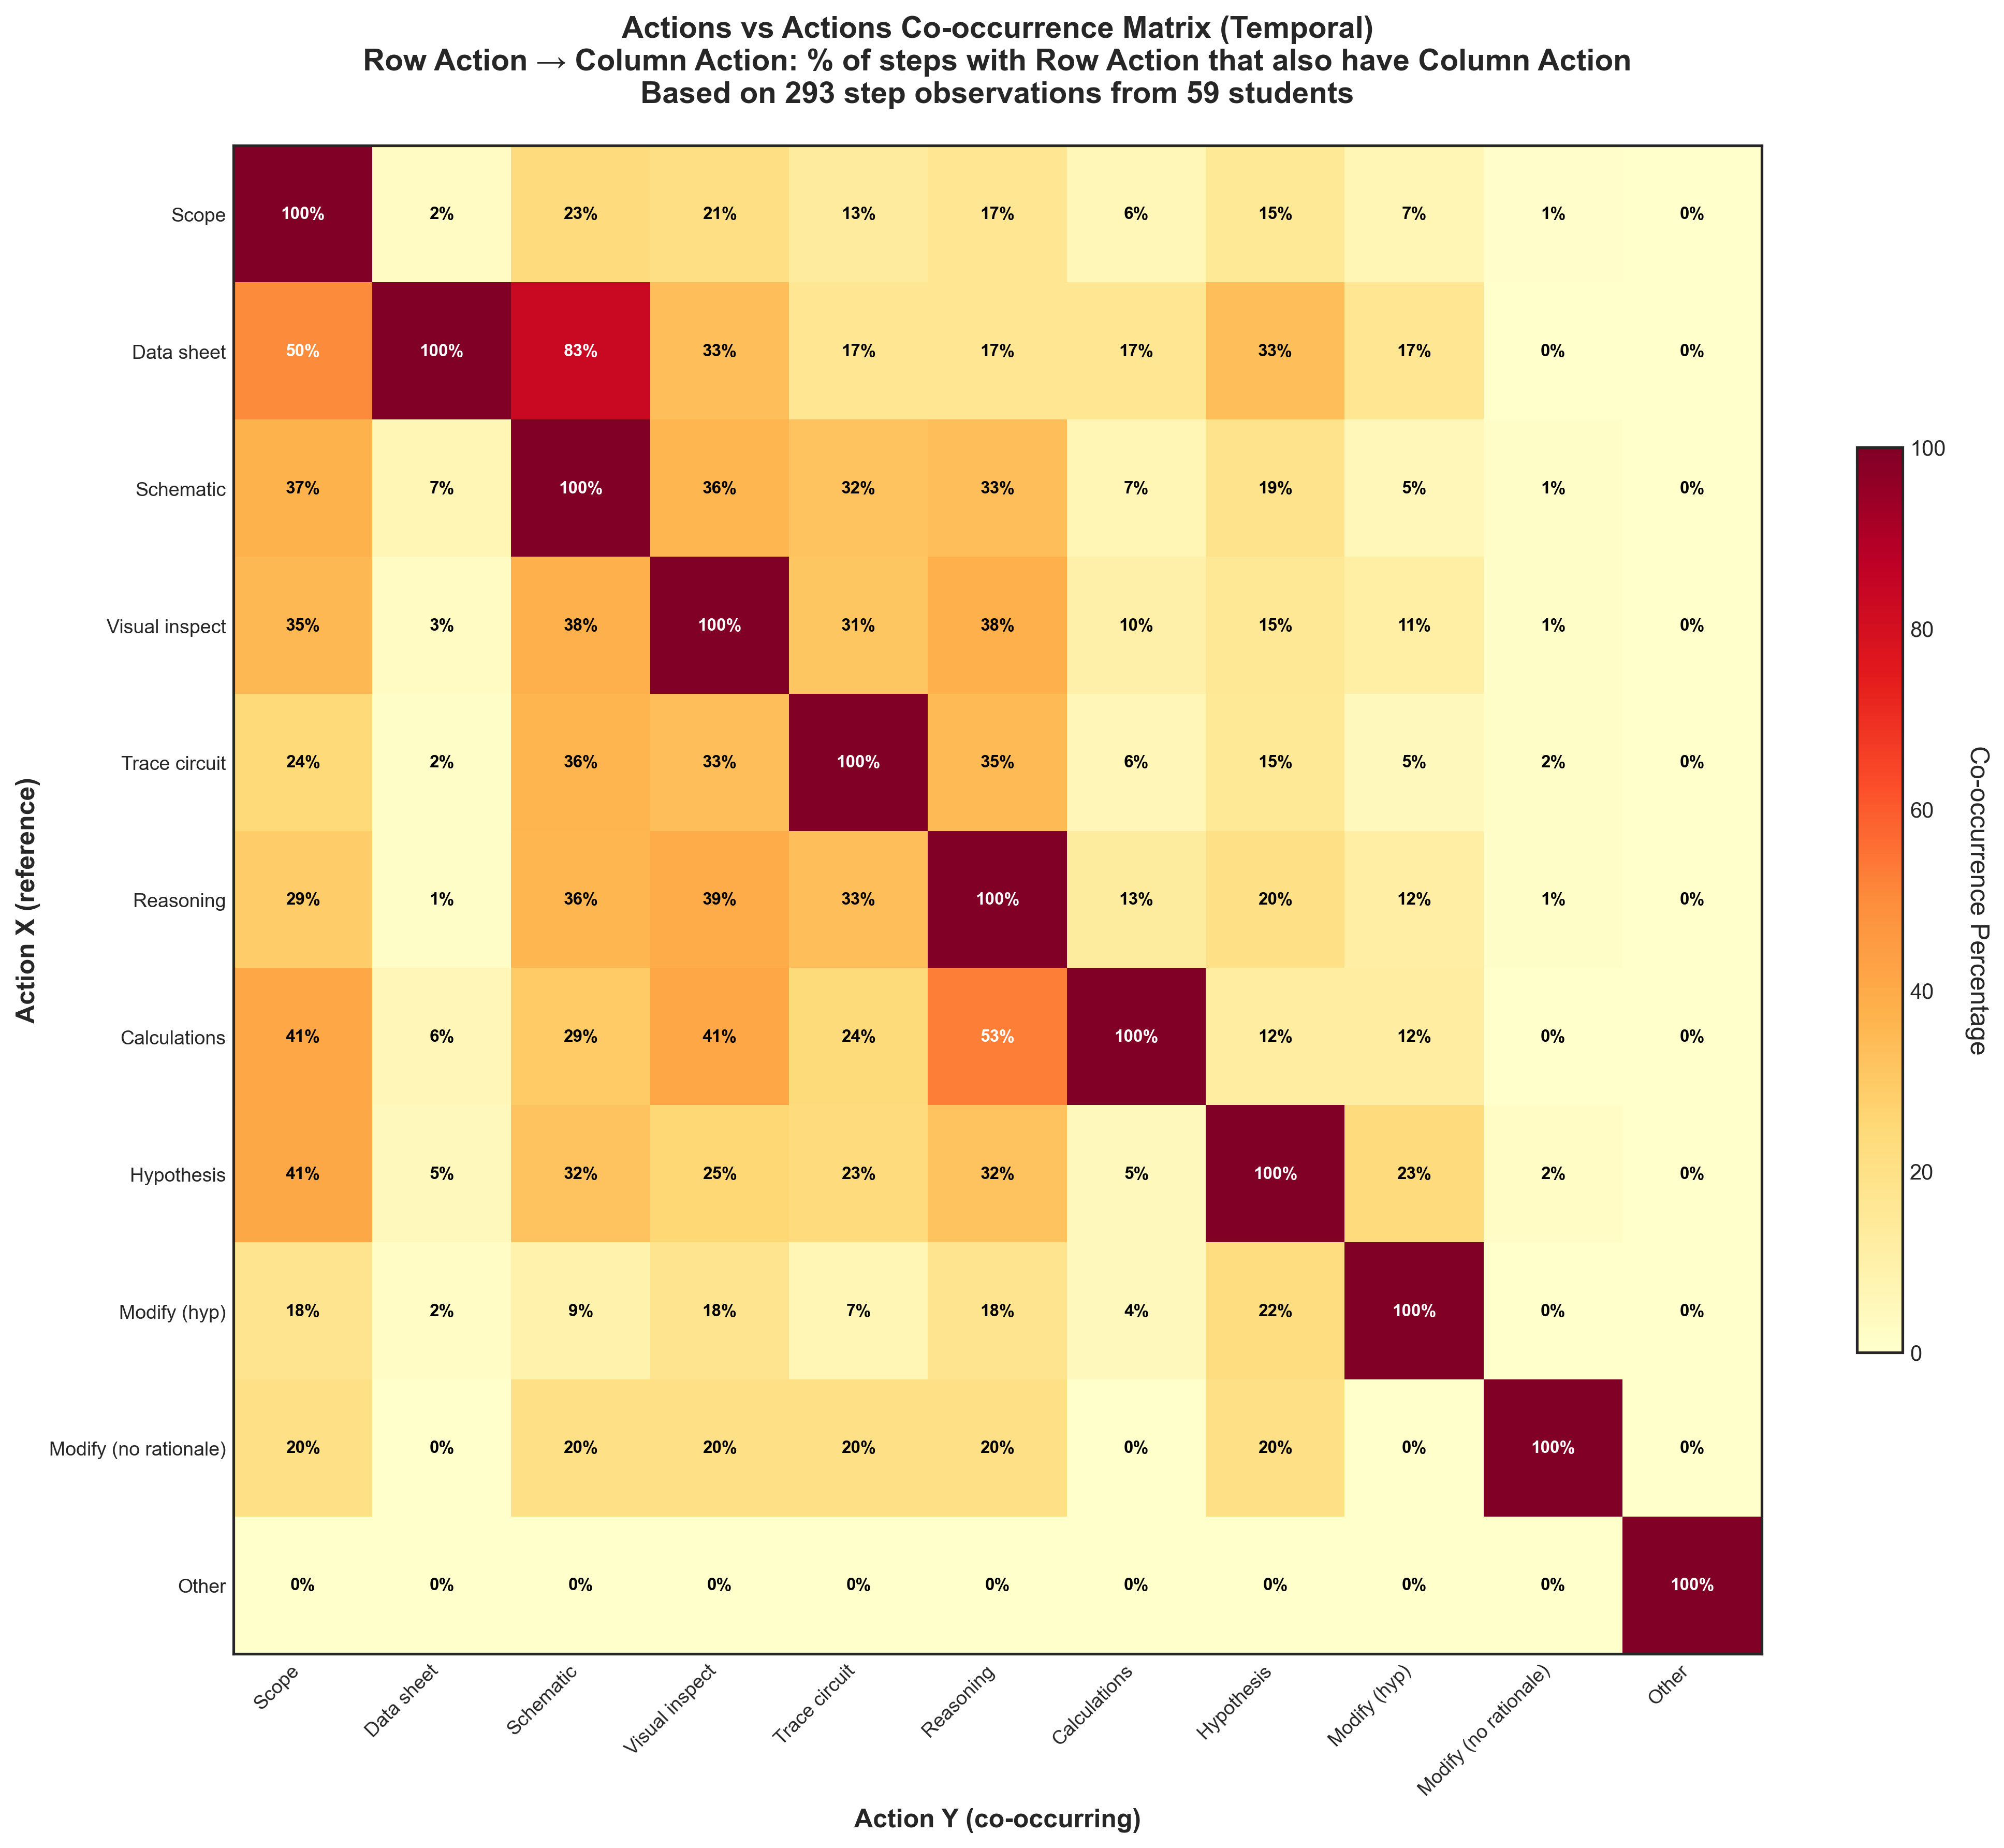 Actions vs Actions Co-occurrence Matrix (Temporal)
Row Action → Column Action: % of steps with Row Action that also have Column Action
Based on 293 step observations from 59 students
Action X (reference)
Scope 100% 2% 23% 21% 13% 17% 6% 15% 7% 1% 0%
Data sheet 50% 100% 83% 33% 17% 17% 17% 33% 17% 0% 0%
Schematic 37% 7% 100% 36% 32% 33% 7% 19% 5% 1% 0%
Visual inspect 35% 3% 38% 100% 31% 38% 10% 15% 11% 1% 0%
Trace circuit 24% 2% 36% 33% 100% 35% 6% 15% 5% 2% 0%
Reasoning 29% 1% 36% 39% 33% 100% 13% 20% 12% 1% 0%
Calculations 41% 6% 29% 41% 24% 53% 100% 12% 12% 0% 0%
Hypothesis 41% 5% 32% 25% 23% 32% 5% 100% 23% 2% 0%
Modify (hyp) 18% 2% 9% 18% 7% 18% 4% 22% 100% 0% 0%
Modify (no rationale) 20% 0% 20% 20% 20% 20% 0% 20% 0% 100% 0%
Other 0% 0% 0% 0% 0% 0% 0% 0% 0% 0% 100%
Scope Data sheet Schematic Visual inspect Trace circuit Reasoning Calculations Hypothesis Modify (hyp) Modify (no rationale) Other
Action Y (co-occurring)
100
80
60
40
20
0
Co-occurrence Percentage